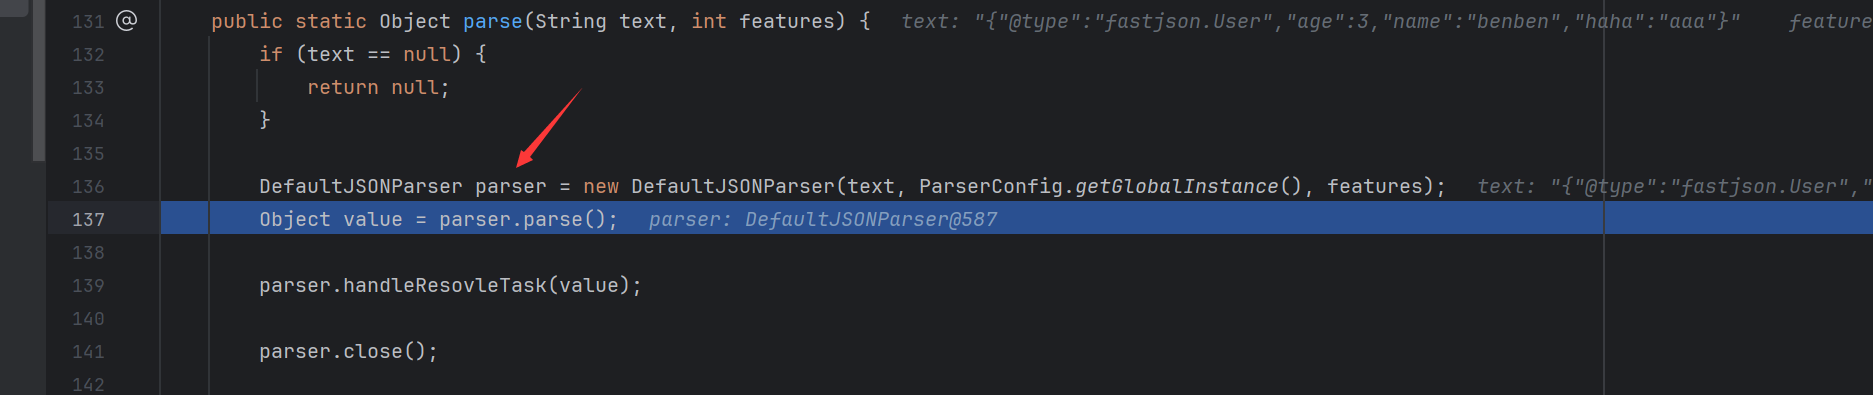 131 @ public static Object parse(String text, int features) { text: "{"@type":"fastjson.User","age":3,"name":"benben","haha":"aaa"}" feature
132 if (text == null) {
133 return null;
134 }
135
136 DefaultJSONParser parser = new DefaultJSONParser(text, ParserConfig.getGlobalInstance(), features); text: "{"@type":"fastjson.User","
137 Object value = parser.parse(); parser: DefaultJSONParser@587
138
139 parser.handleResovleTask(value);
140
141 parser.close();
142